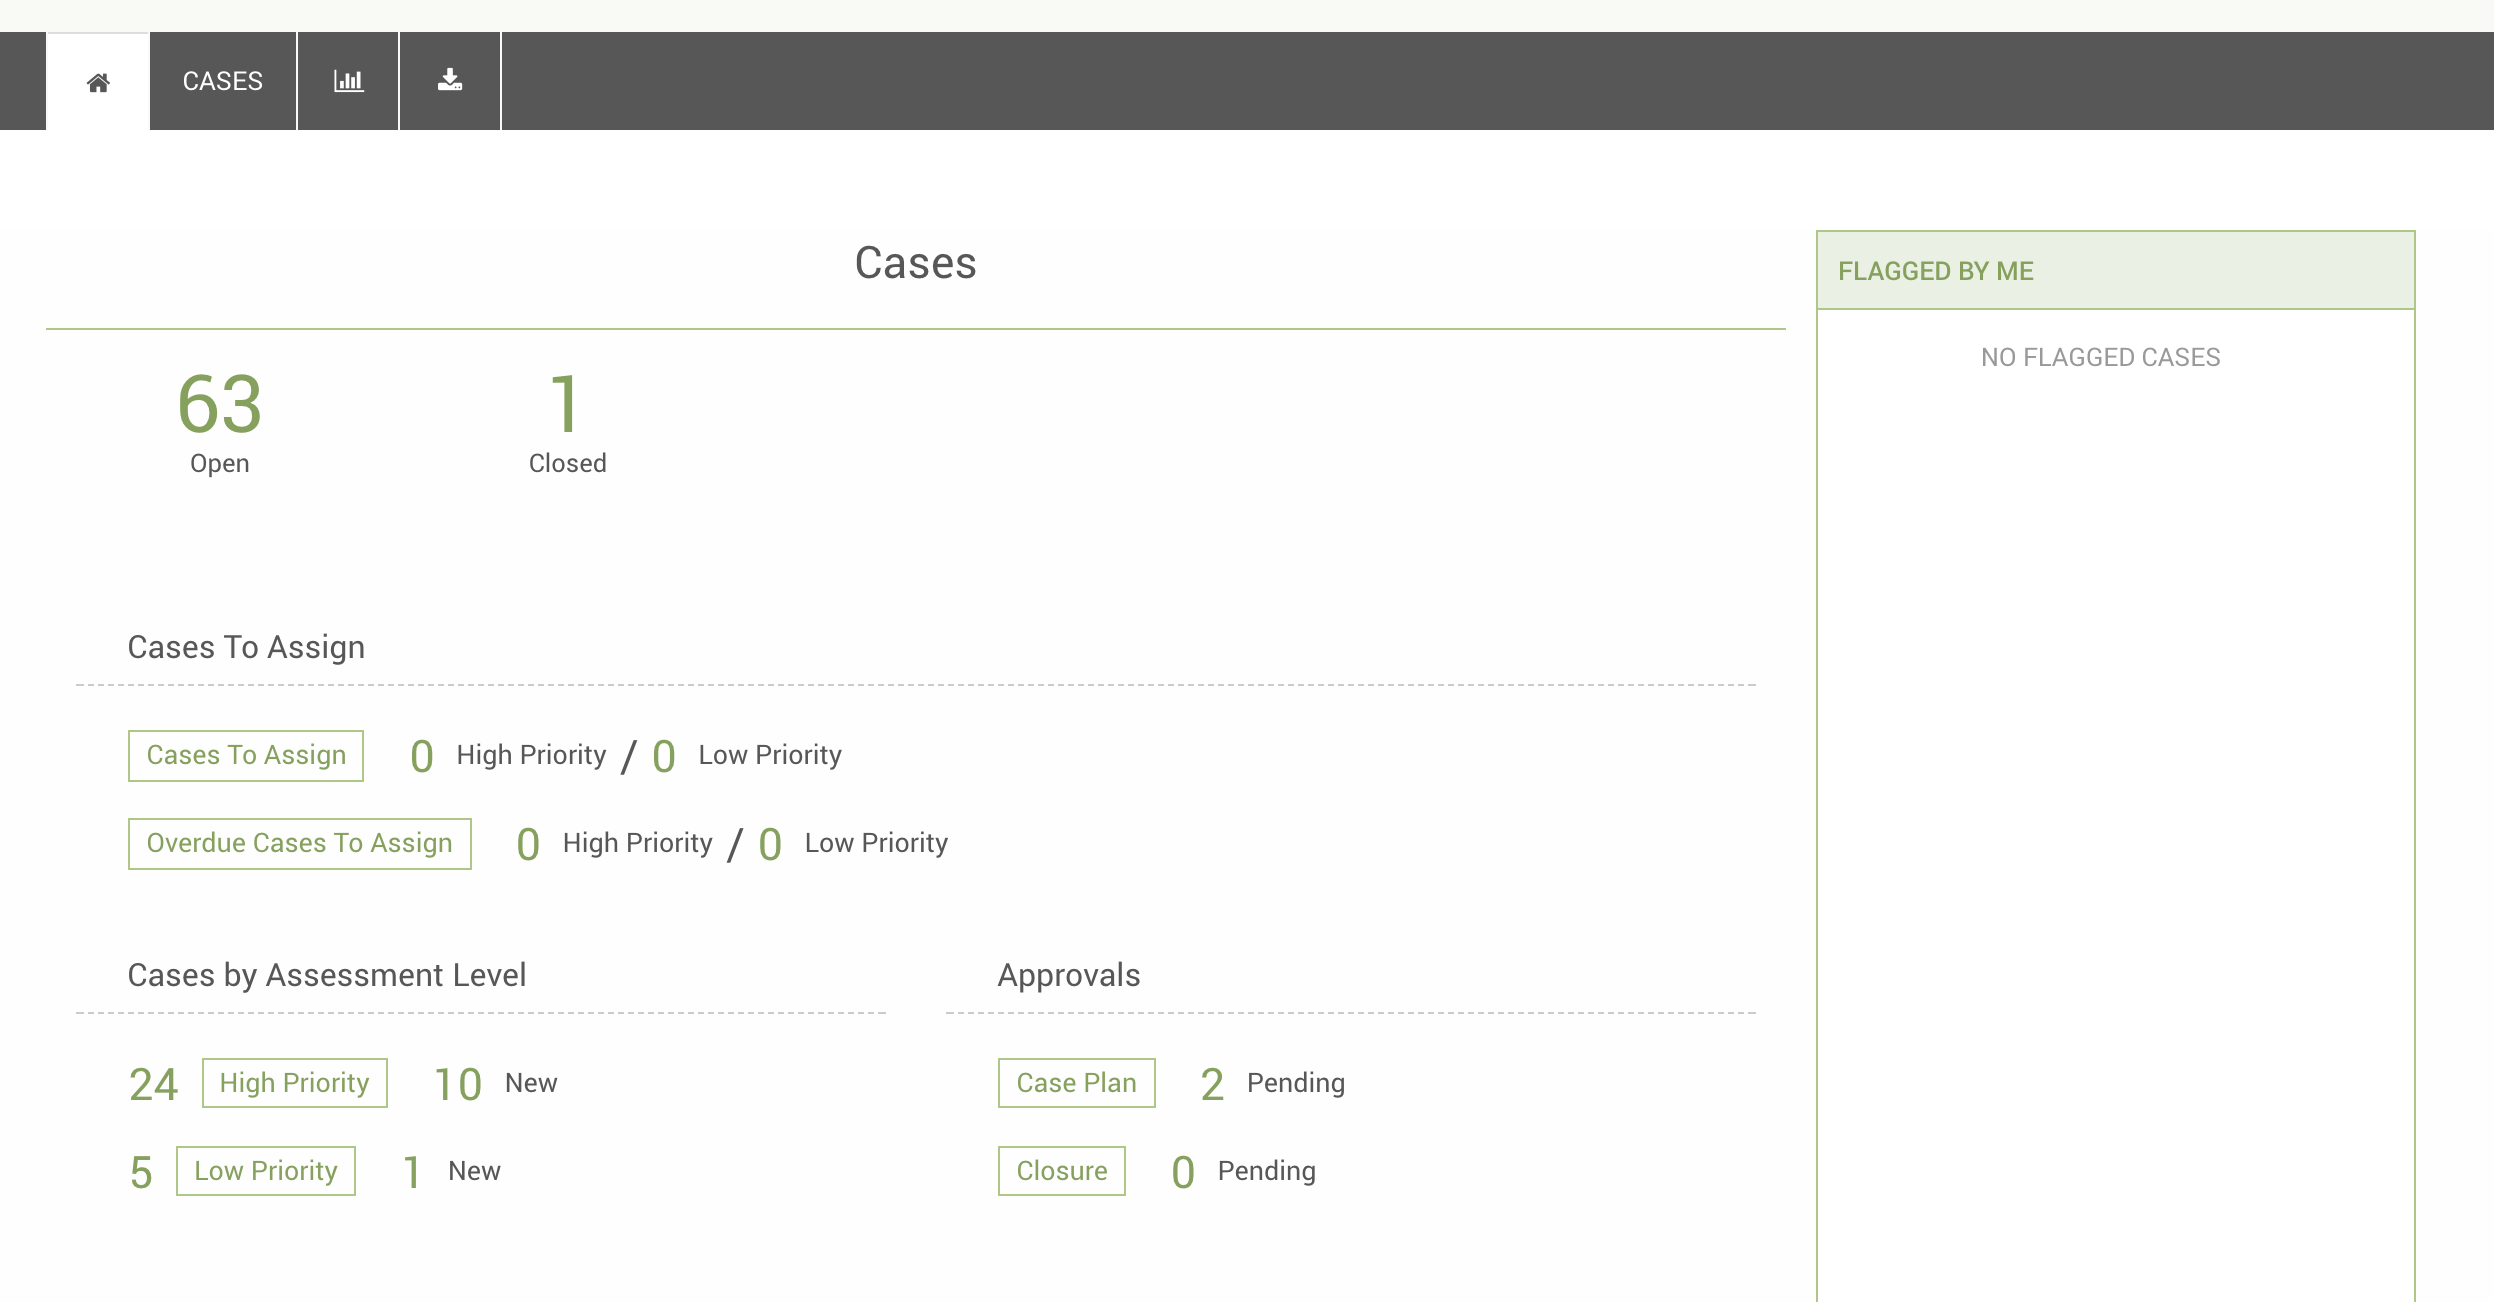 CASES
Cases
FLAGGED BY ME
NO FLAGGED CASES
63
Open
1
Closed
Cases To Assign
Cases To Assign 0 High Priority / 0 Low Priority
Overdue Cases To Assign 0 High Priority / 0 Low Priority
Cases by Assessment Level
24 High Priority 10 New
5 Low Priority 1 New
Approvals
Case Plan 2 Pending
Closure 0 Pending